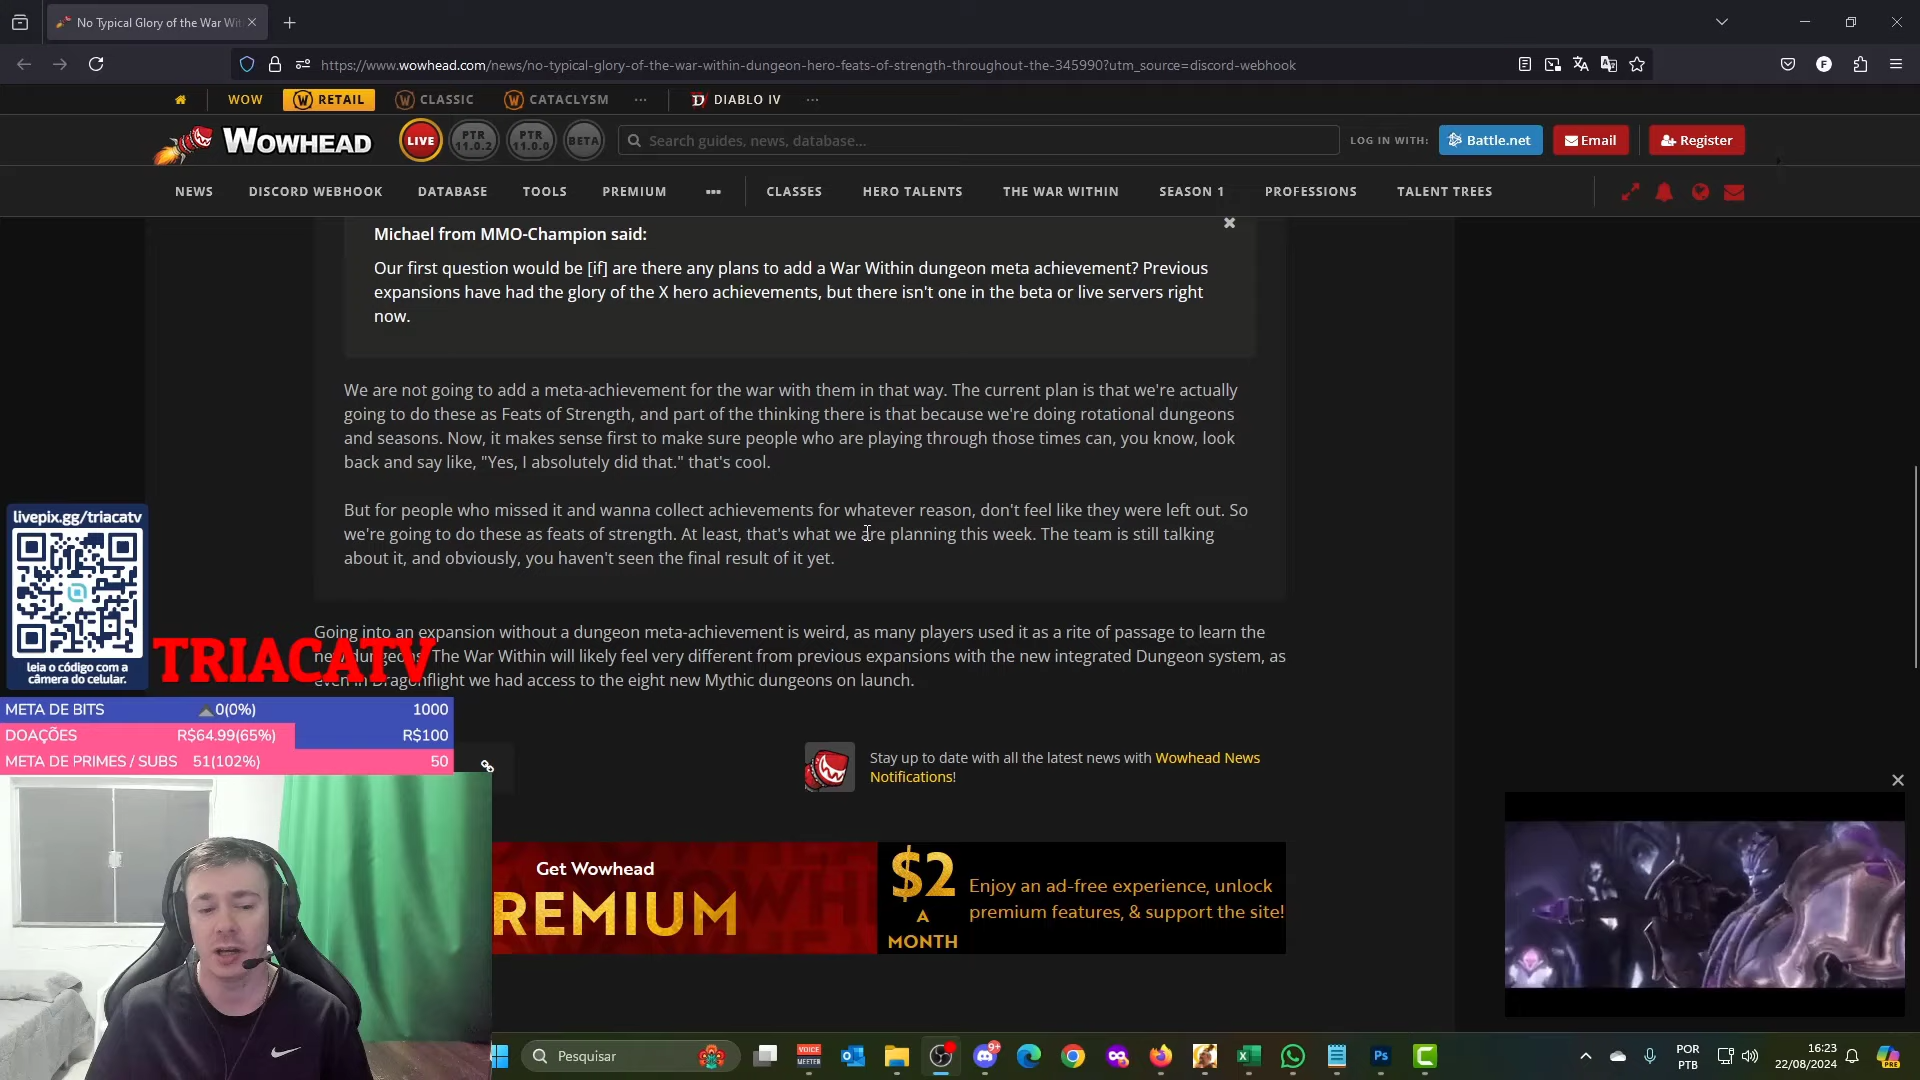 No Typical Glory of the War Wit
https://www.wowhead.com/news/no-typical-glory-of-the-war-within-dungeon-hero-feats-of-strength-throughout-the-345990?utm_source=discord-webhook
WOW RETAIL CLASSIC CATACLYSM ... DIABLO IV ...
WOWHEAD LIVE PTR 11.0.2 PTR 11.0.0 BETA Search guides, news, database... LOG IN WITH: Battle.net Email Register
NEWS DISCORD WEBHOOK DATABASE TOOLS PREMIUM ... CLASSES HERO TALENTS THE WAR WITHIN SEASON 1 PROFESSIONS TALENT TREES
Michael from MMO-Champion said:
Our first question would be [if] are there any plans to add a War Within dungeon meta achievement? Previous
expansions have had the glory of the X hero achievements, but there isn't one in the beta or live servers right
now.
We are not going to add a meta-achievement for the war with them in that way. The current plan is that we're actually
going to do these as Feats of Strength, and part of the thinking there is that because we're doing rotational dungeons
and seasons. Now, it makes sense first to make sure people who are playing through those times can, you know, look
back and say like, "Yes, I absolutely did that." that's cool.
But for people who missed it and wanna collect achievements for whatever reason, don't feel like they were left out. So
we're going to do these as feats of strength. At least, that's what we are planning this week. The team is still talking
about it, and obviously, you haven't seen the final result of it yet.
Going into an expansion without a dungeon meta-achievement is weird, as many players used it as a rite of passage to learn the
new dungeons. The War Within will likely feel very different from previous expansions with the new integrated Dungeon system, as
even in Dragonflight we had access to the eight new Mythic dungeons on launch.
livepix.gg/triacatv
leia o código com a
câmera do celular.
TRIACATV
META DE BITS 0(0%) 1000
DOAÇÕES R$64.99(65%) R$100
META DE PRIMES / SUBS 51(102%) 50
Stay up to date with all the latest news with Wowhead News
Notifications!
Get Wowhead
REMIUM
$2
A
MONTH
Enjoy an ad-free experience, unlock
premium features, & support the site!
Pesquisar
VOICE
MEETER
9+
Ps
POR
PTB
16:23
22/08/2024
PRE